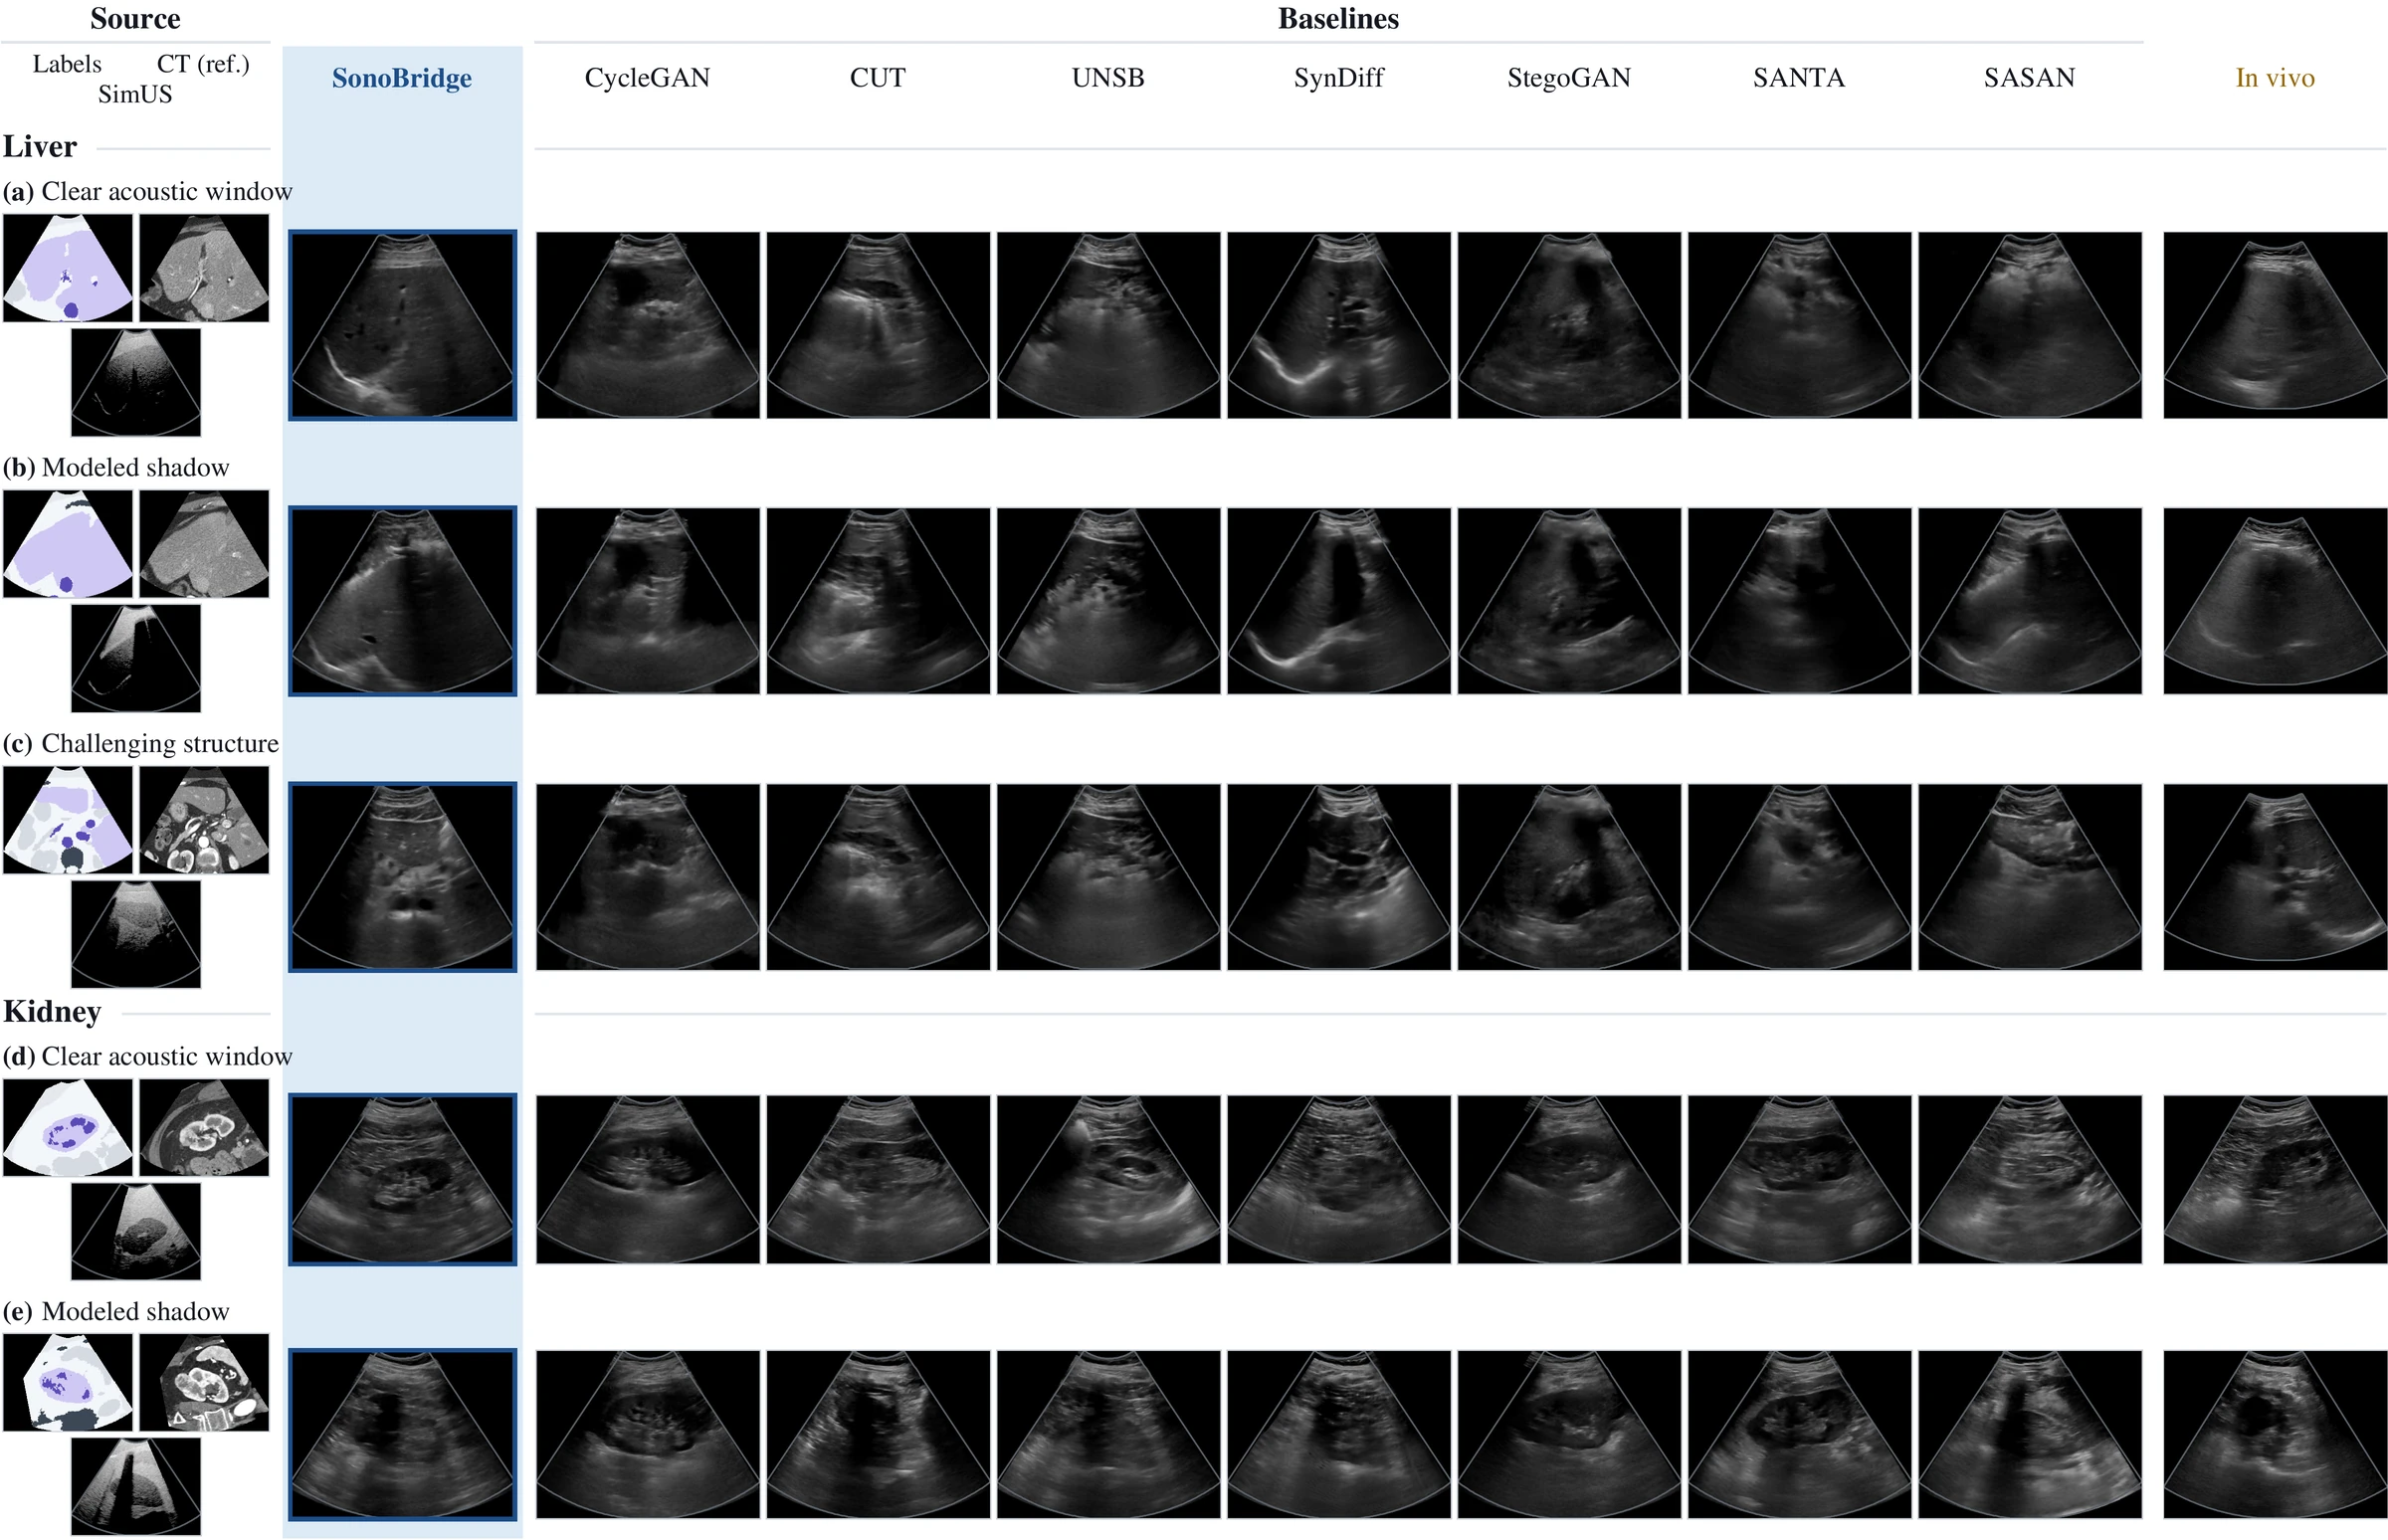 Source
Baselines
Labels CT (ref.)
SimUS
SonoBridge
CycleGAN
CUT
UNSB
SynDiff
StegoGAN
SANTA
SASAN
In vivo
Liver
(a) Clear acoustic window
(b) Modeled shadow
(c) Challenging structure
Kidney
(d) Clear acoustic window
(e) Modeled shadow